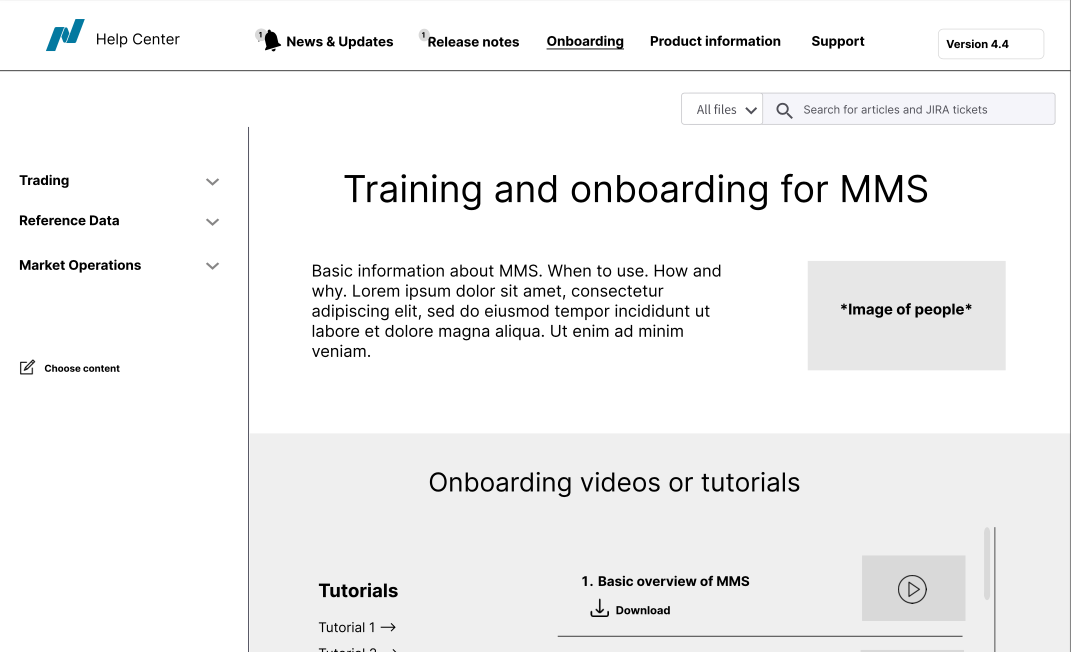 Help Center
1
News & Updates
1
Release notes
Onboarding
Product information
Support
Version 4.4
All files
Search for articles and JIRA tickets
Trading
Reference Data
Market Operations
Choose content
Training and onboarding for MMS
Basic information about MMS. When to use. How and
why. Lorem ipsum dolor sit amet, consectetur
adipiscing elit, sed do eiusmod tempor incididunt ut
labore et dolore magna aliqua. Ut enim ad minim
veniam.
*Image of people*
Onboarding videos or tutorials
Tutorials
Tutorial 1 →
Tutorial 2
1. Basic overview of MMS
Download